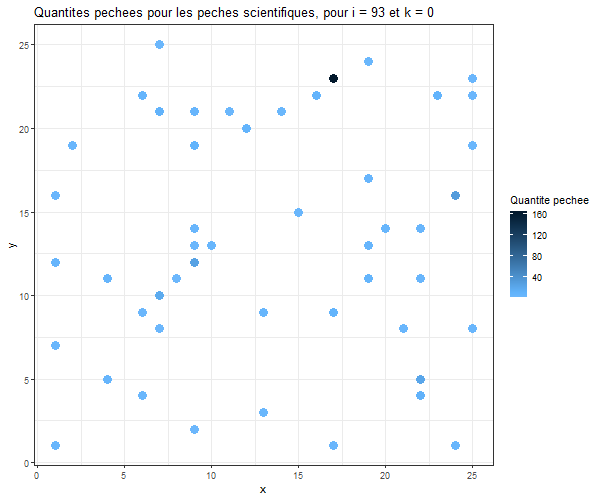 Quantites pechees pour les peches scientifiques, pour i = 93 et k = 0
25
20
15
10
5
0
y
0 5 10 15 20 25
x
Quantite pechee
160
120
80
40